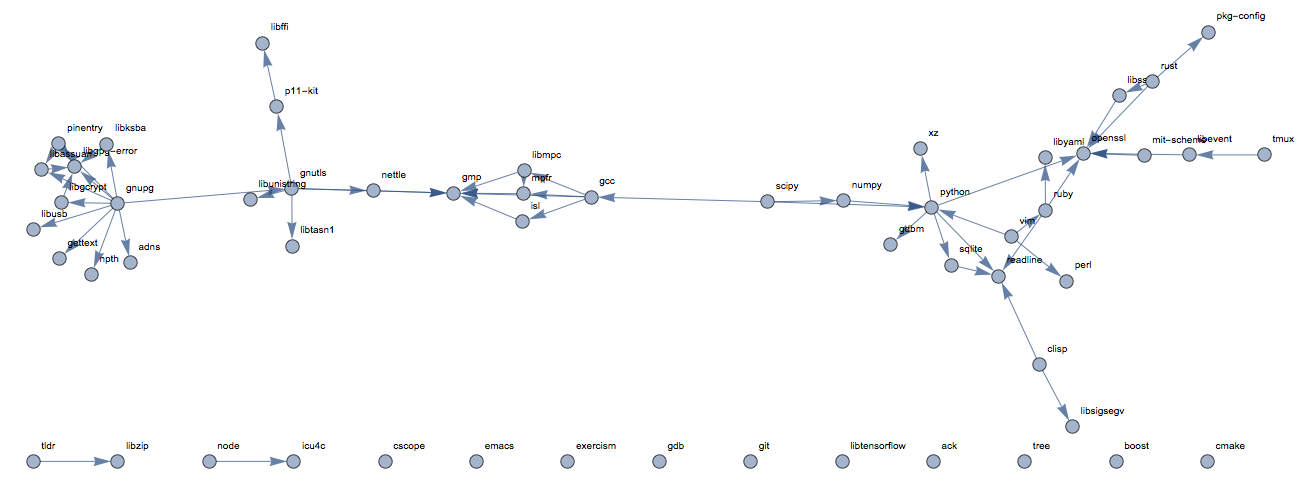 pkg-config
libffi
rust
libssh
p11-kit
pinentry
libksba
xz
openssl
mit-scheme
libevent
tmux
libyaml
libassuan
libgpg-error
libmpc
gmp
mpfr
gcc
gnutls
nettle
libunistring
libgcrypt
gnupg
scipy
numpy
python
ruby
isl
libusb
libtasn1
vim
gdbm
gettext
adns
npth
sqlite
readline
perl
clisp
libsigsegv
tldr
libzip
node
icu4c
cscope
emacs
exercism
gdb
git
libtensorflow
ack
tree
boost
cmake